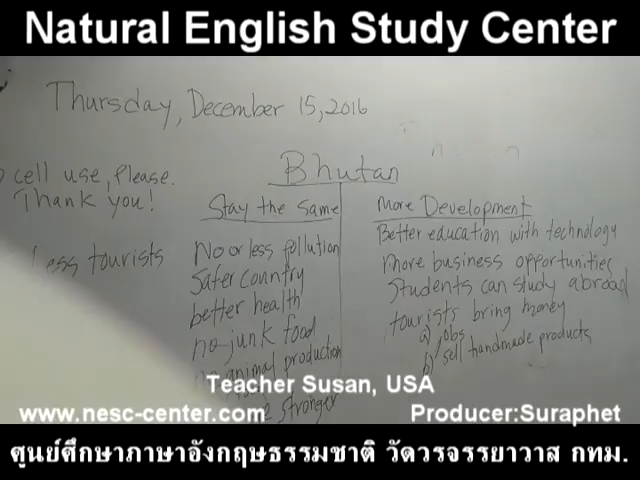 Natural English Study Center
Thursday, December 15, 2016
cell use, Please.
Thank you!
Less tourists
Bhutan
Stay the same
No or less pollution
Safer country
better health
no junk food
animal production
stronger
More Development
Better education with technology
More business opportunities
Students can study abroad
tourists bring money
a) jobs
b) sell handmade products
Teacher Susan, USA
www.nesc-center.com
Producer:Suraphet
ศูนย์ศึกษาภาษาอังกฤษธรรมชาติ วัดวรจรรยาวาส กทม.